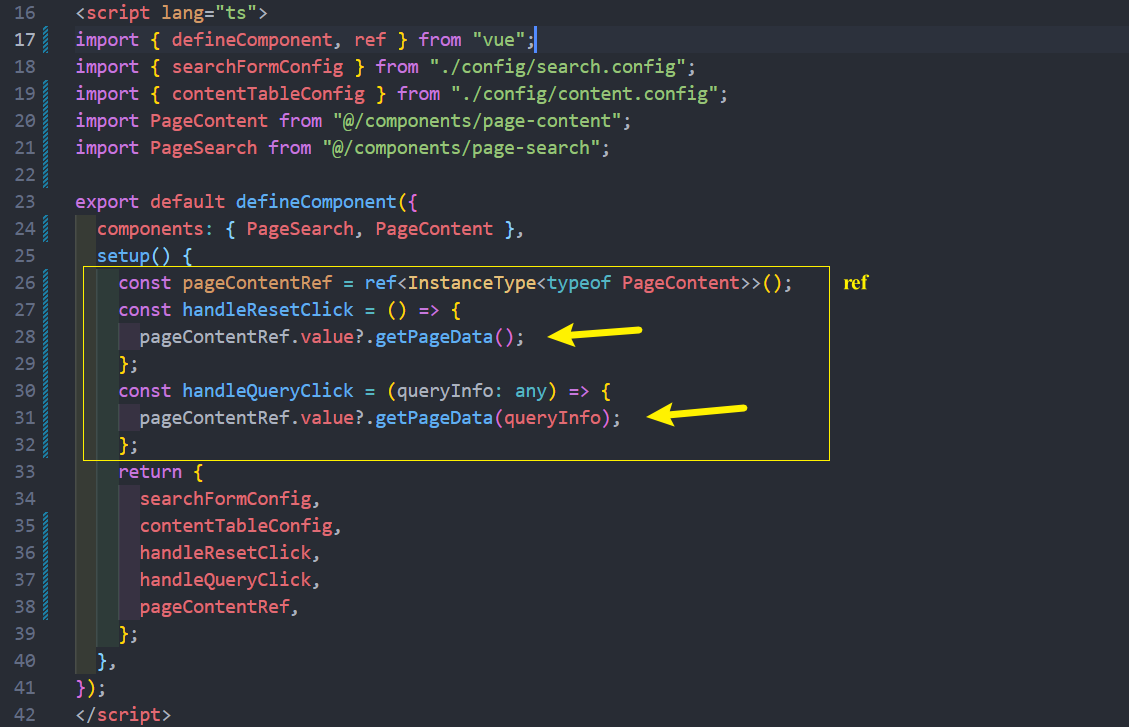 16 <script lang="ts">
17 import { defineComponent, ref } from "vue";
18 import { searchFormConfig } from "./config/search.config";
19 import { contentTableConfig } from "./config/content.config";
20 import PageContent from "@/components/page-content";
21 import PageSearch from "@/components/page-search";
22
23 export default defineComponent({
24   components: { PageSearch, PageContent },
25   setup() {
26     const pageContentRef = ref<InstanceType<typeof PageContent>>(); ref
27     const handleResetClick = () => {
28       pageContentRef.value?.getPageData();
29     };
30     const handleQueryClick = (queryInfo: any) => {
31       pageContentRef.value?.getPageData(queryInfo);
32     };
33     return {
34       searchFormConfig,
35       contentTableConfig,
36       handleResetClick,
37       handleQueryClick,
38       pageContentRef,
39     };
40   },
41 });
42 </script>